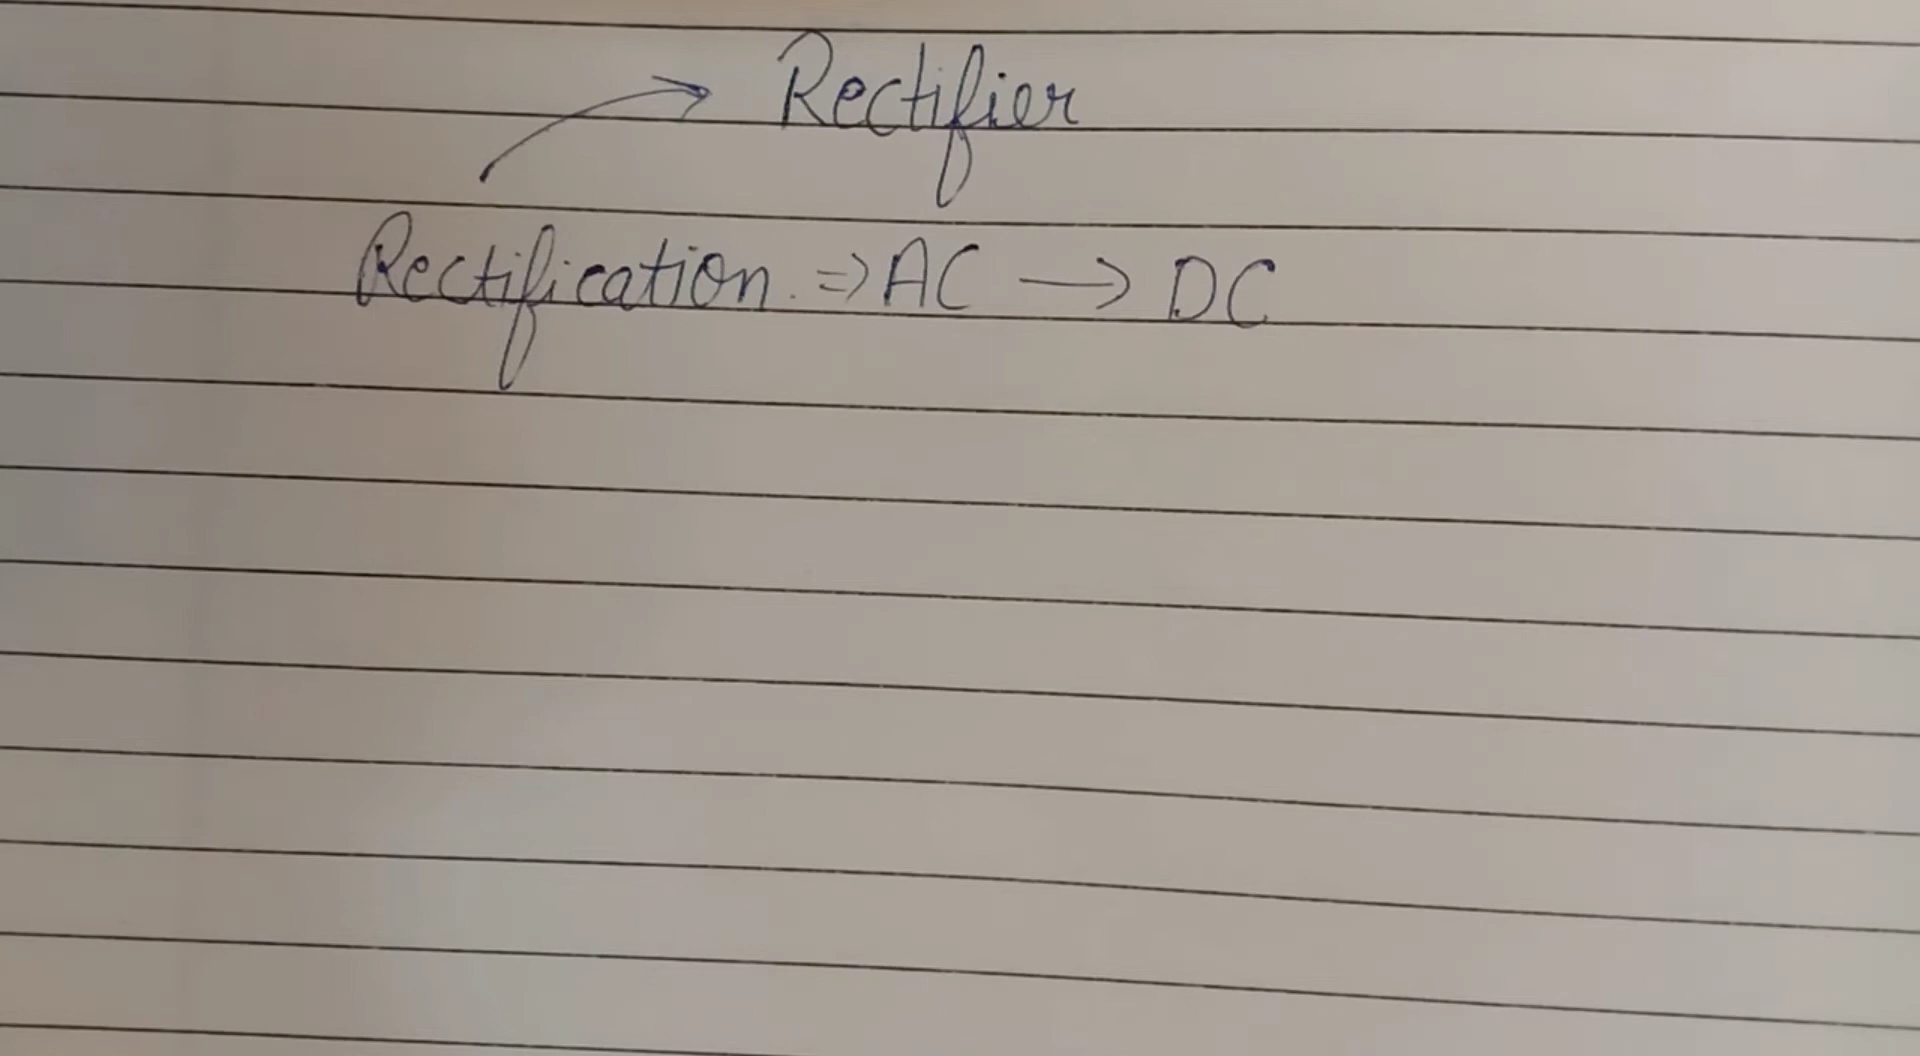 Rectifier
Rectification. ⇒ AC → DC